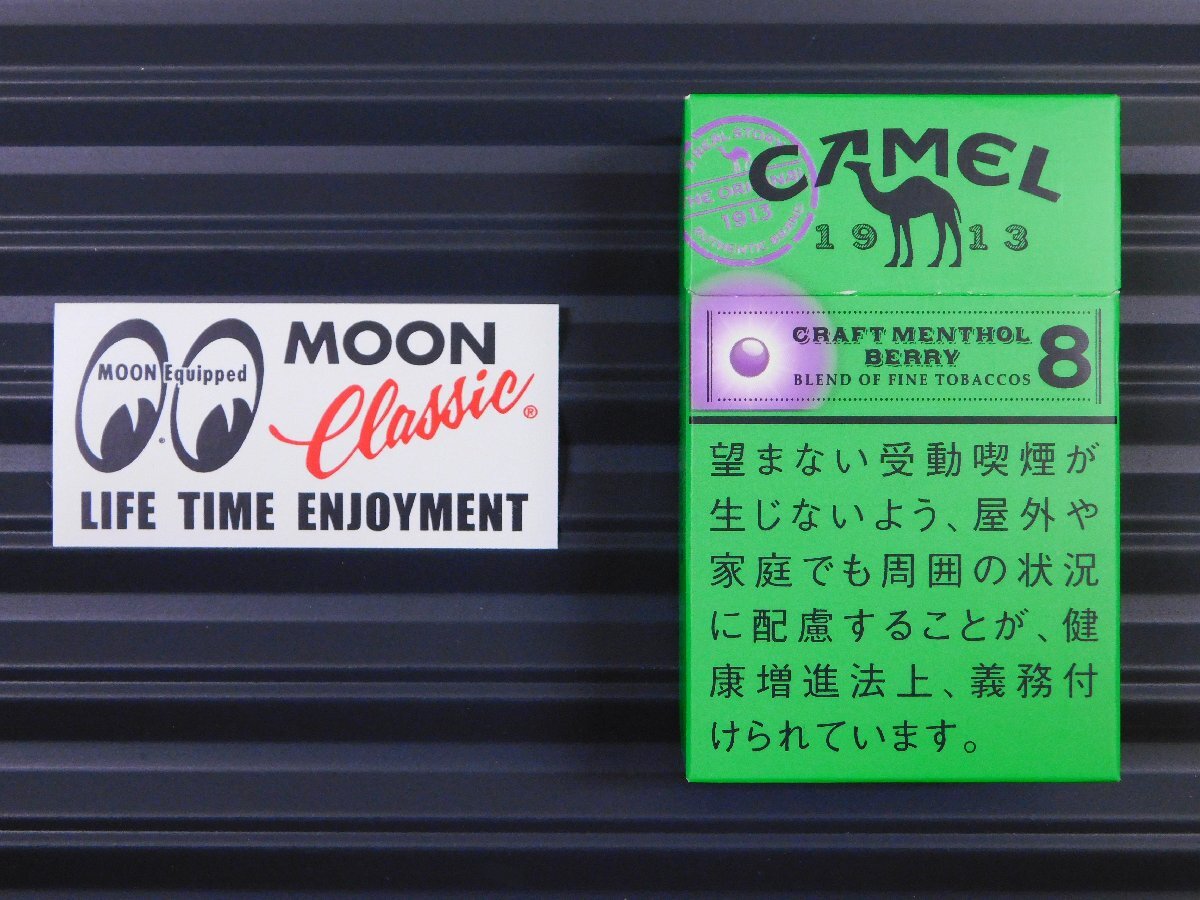 MOON Equipped
MOON
Classic®
LIFE TIME ENJOYMENT
CAMEL
1913
1913
CRAFT MENTHOL
BERRY
8
BLEND OF FINE TOBACCOS
望まない受動喫煙が
生じないよう、屋外や
家庭でも周囲の状況
に配慮することが、健
康増進法上、義務付
けられています。